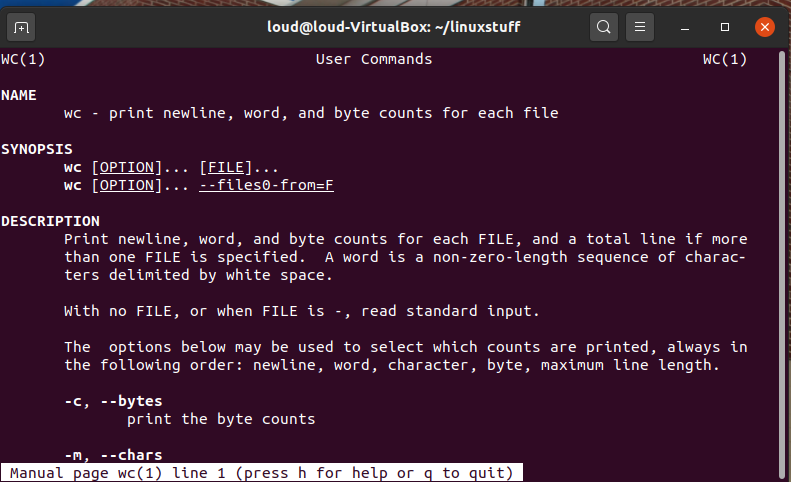 loud@loud-VirtualBox: ~/linuxstuff
WC(1) User Commands WC(1)
NAME
wc - print newline, word, and byte counts for each file
SYNOPSIS
wc [OPTION]... [FILE]...
wc [OPTION]... --files0-from=F
DESCRIPTION
Print newline, word, and byte counts for each FILE, and a total line if more
than one FILE is specified.  A word is a non-zero-length sequence of charac-
ters delimited by white space.
With no FILE, or when FILE is -, read standard input.
The  options below may be used to select which counts are printed, always in
the following order: newline, word, character, byte, maximum line length.
-c, --bytes
print the byte counts
-m, --chars
Manual page wc(1) line 1 (press h for help or q to quit)